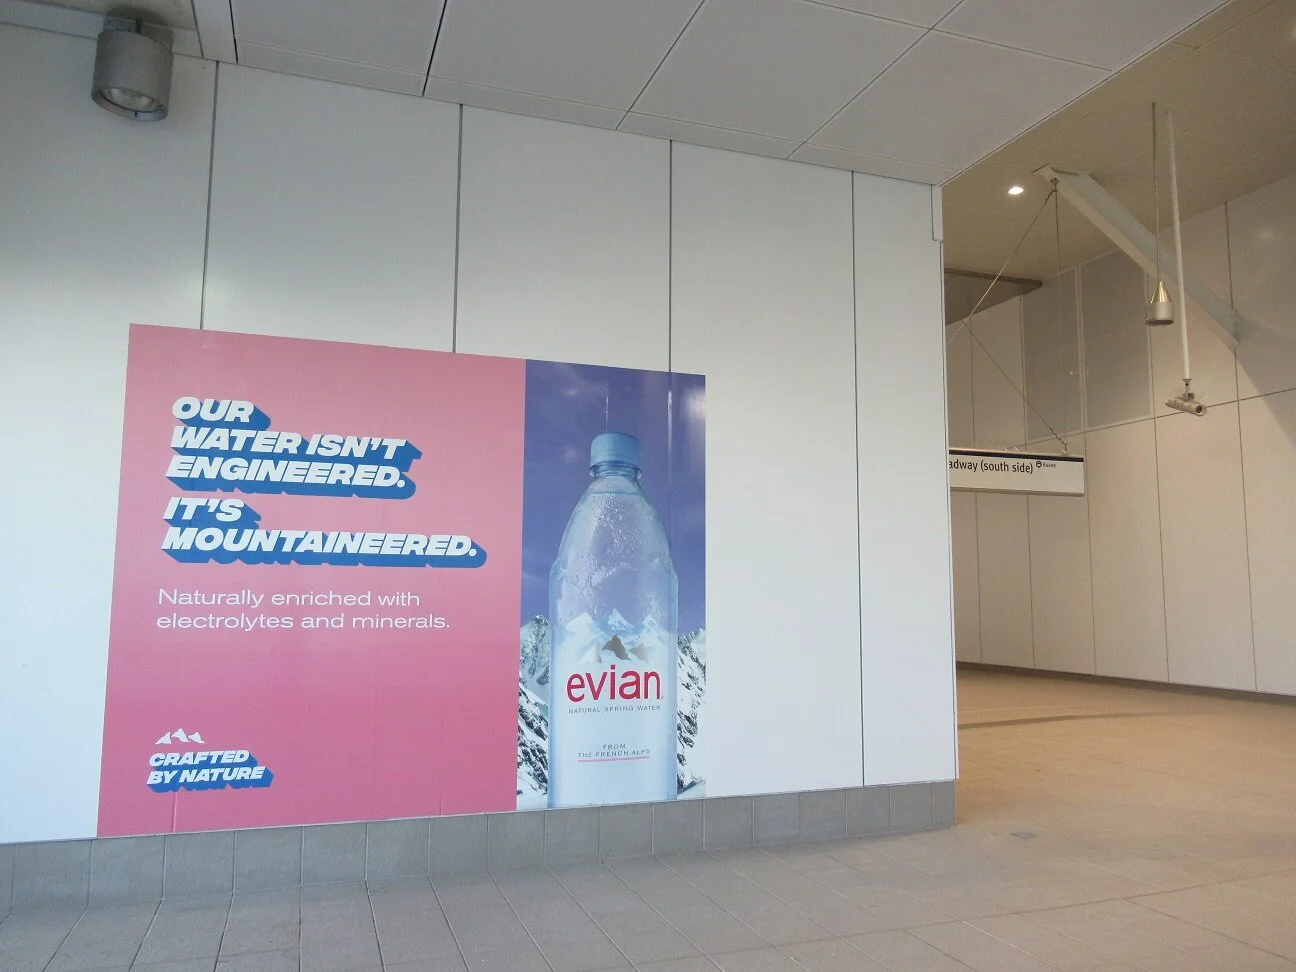 OUR
WATER ISN'T
ENGINEERED.
IT'S
MOUNTAINEERED.
Naturally enriched with
electrolytes and minerals.
CRAFTED
BY NATURE
evian
NATURAL SPRING WATER
FROM
THE FRENCH ALPS
adway (south side)